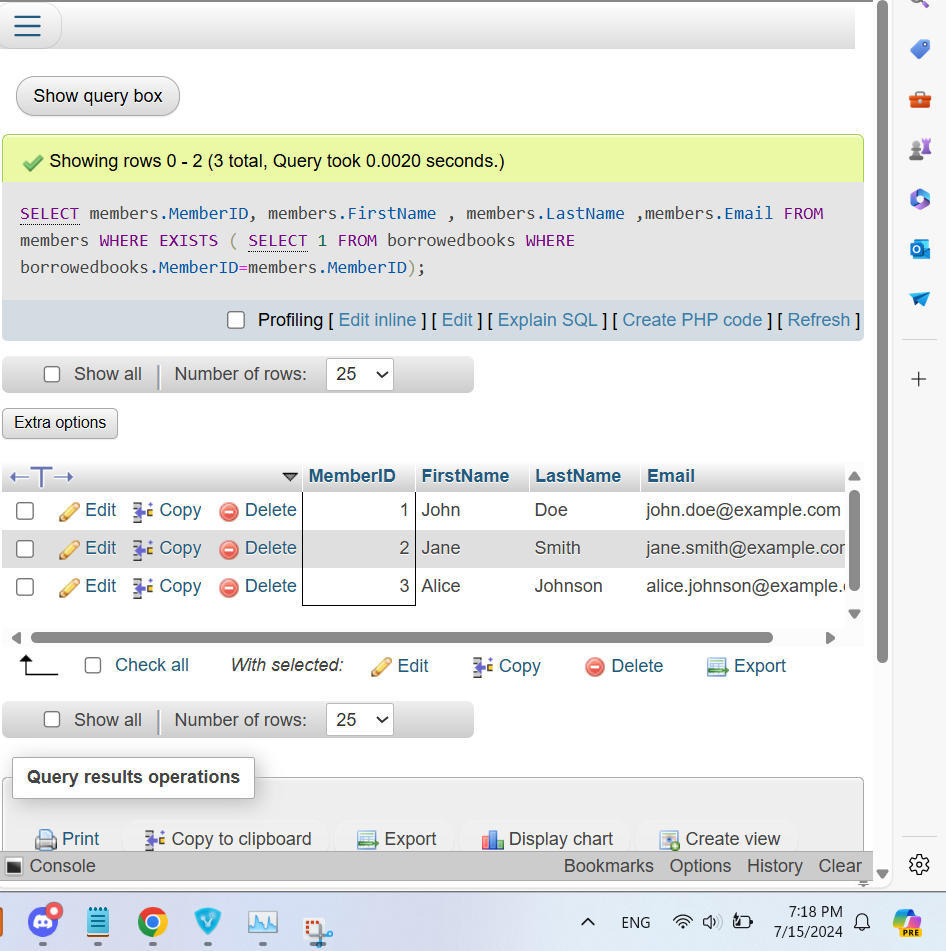 Show query box
Showing rows 0 - 2 (3 total, Query took 0.0020 seconds.)
SELECT members.MemberID, members.FirstName , members.LastName ,members.Email FROM
members WHERE EXISTS ( SELECT 1 FROM borrowedbooks WHERE
borrowedbooks.MemberID=members.MemberID);
Profiling [ Edit inline ] [ Edit ] [ Explain SQL ] [ Create PHP code ] [ Refresh ]
Show all Number of rows: 25
Extra options
MemberID FirstName LastName Email
Edit Copy Delete 1 John Doe john.doe@example.com
Edit Copy Delete 2 Jane Smith jane.smith@example.cor
Edit Copy Delete 3 Alice Johnson alice.johnson@example.
Check all With selected: Edit Copy Delete Export
Show all Number of rows: 25
Query results operations
Print Copy to clipboard Export Display chart Create view
Console Bookmarks Options History Clear
ENG 7:18 PM
7/15/2024
PRE